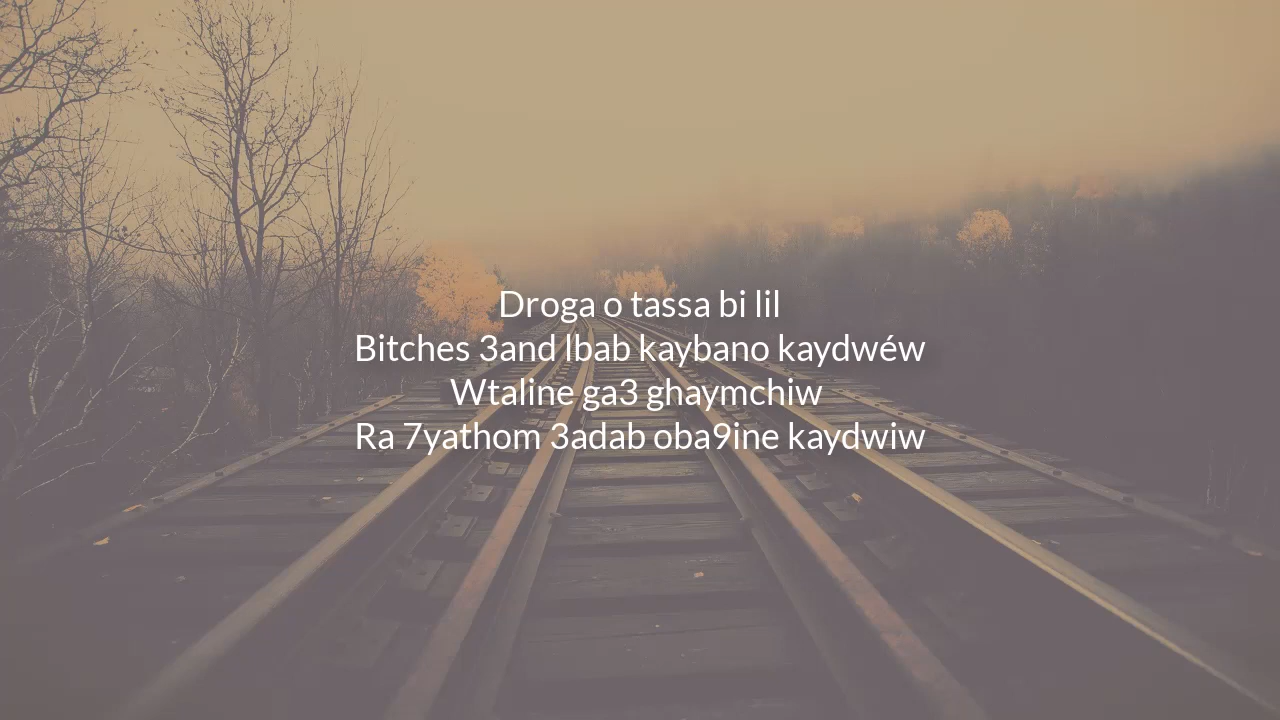 Droga o tassa bi lil
Bitches 3and lbab kaybano kaydwéw
Wtaline ga3 ghaymchiw
Ra 7yathom 3adab oba9ine kaydwiw